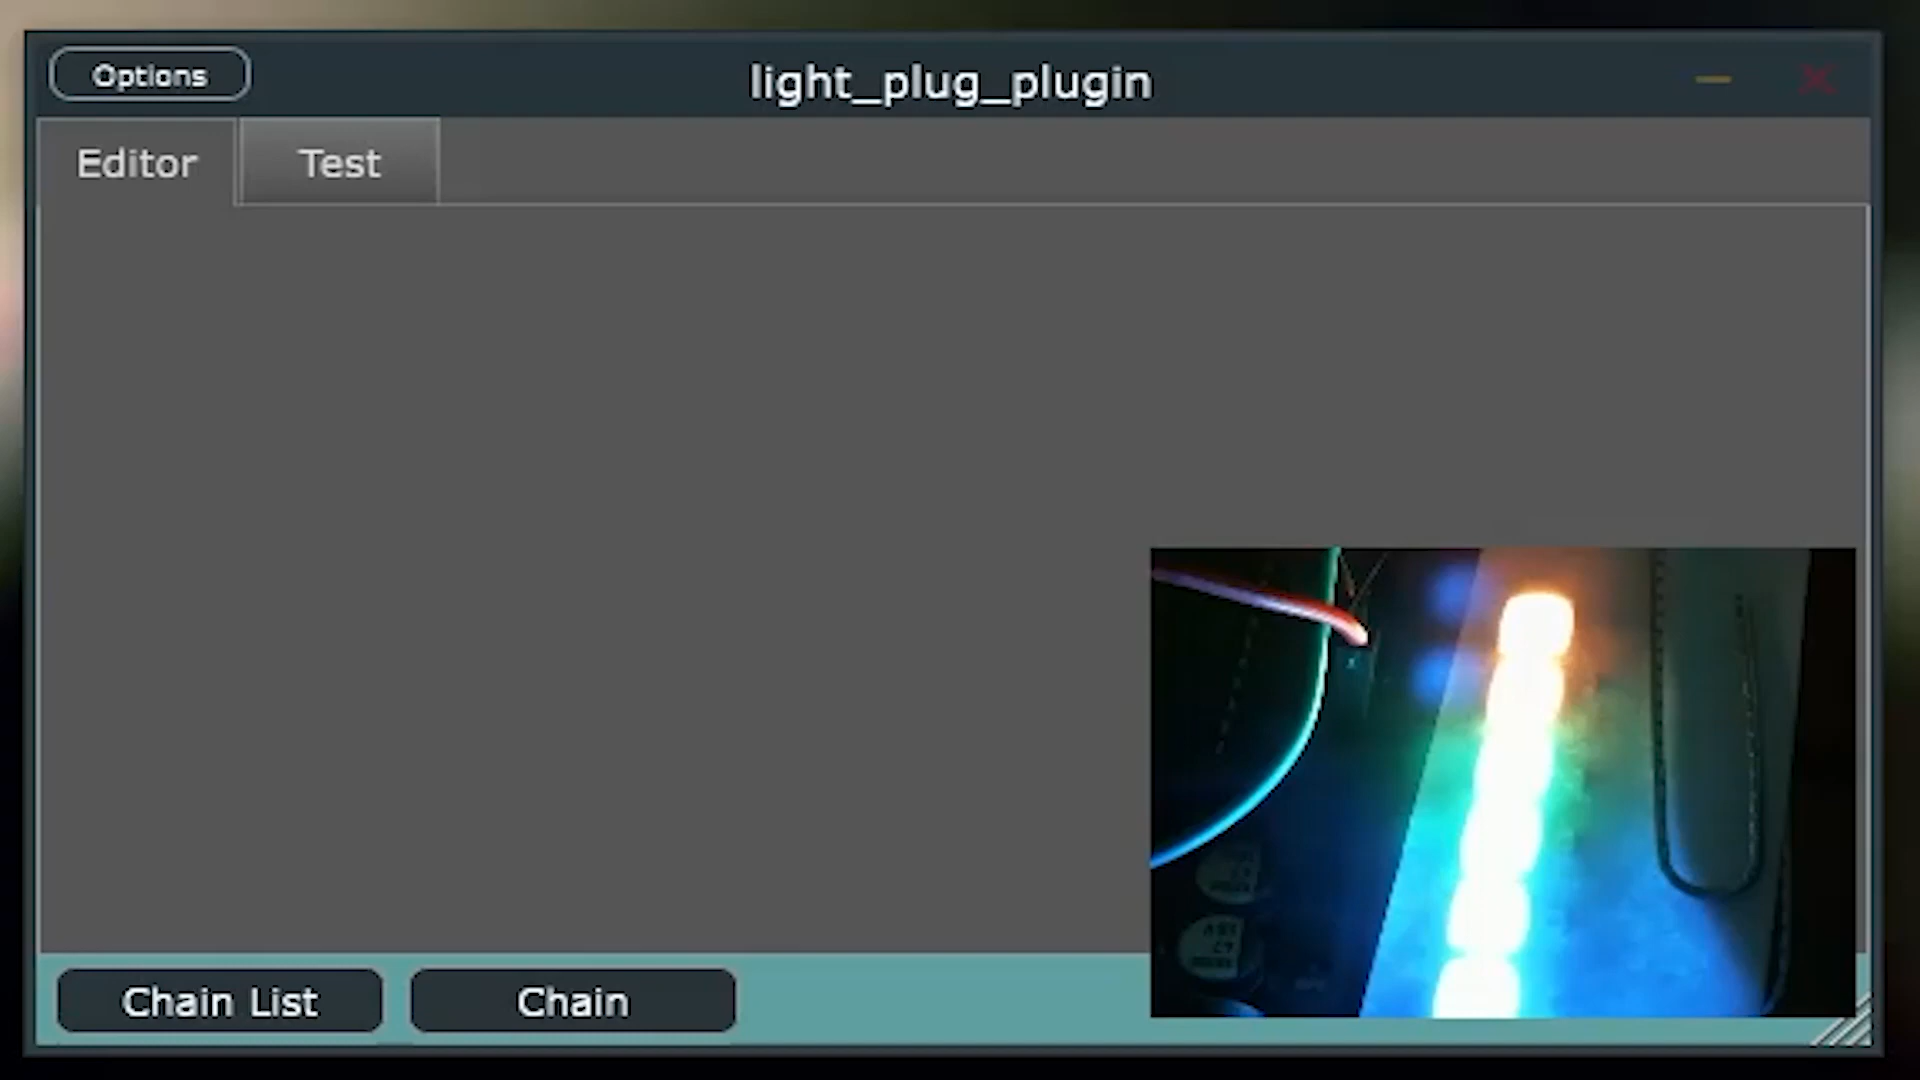 Options
light_plug_plugin
Editor
Test
Chain List
Chain